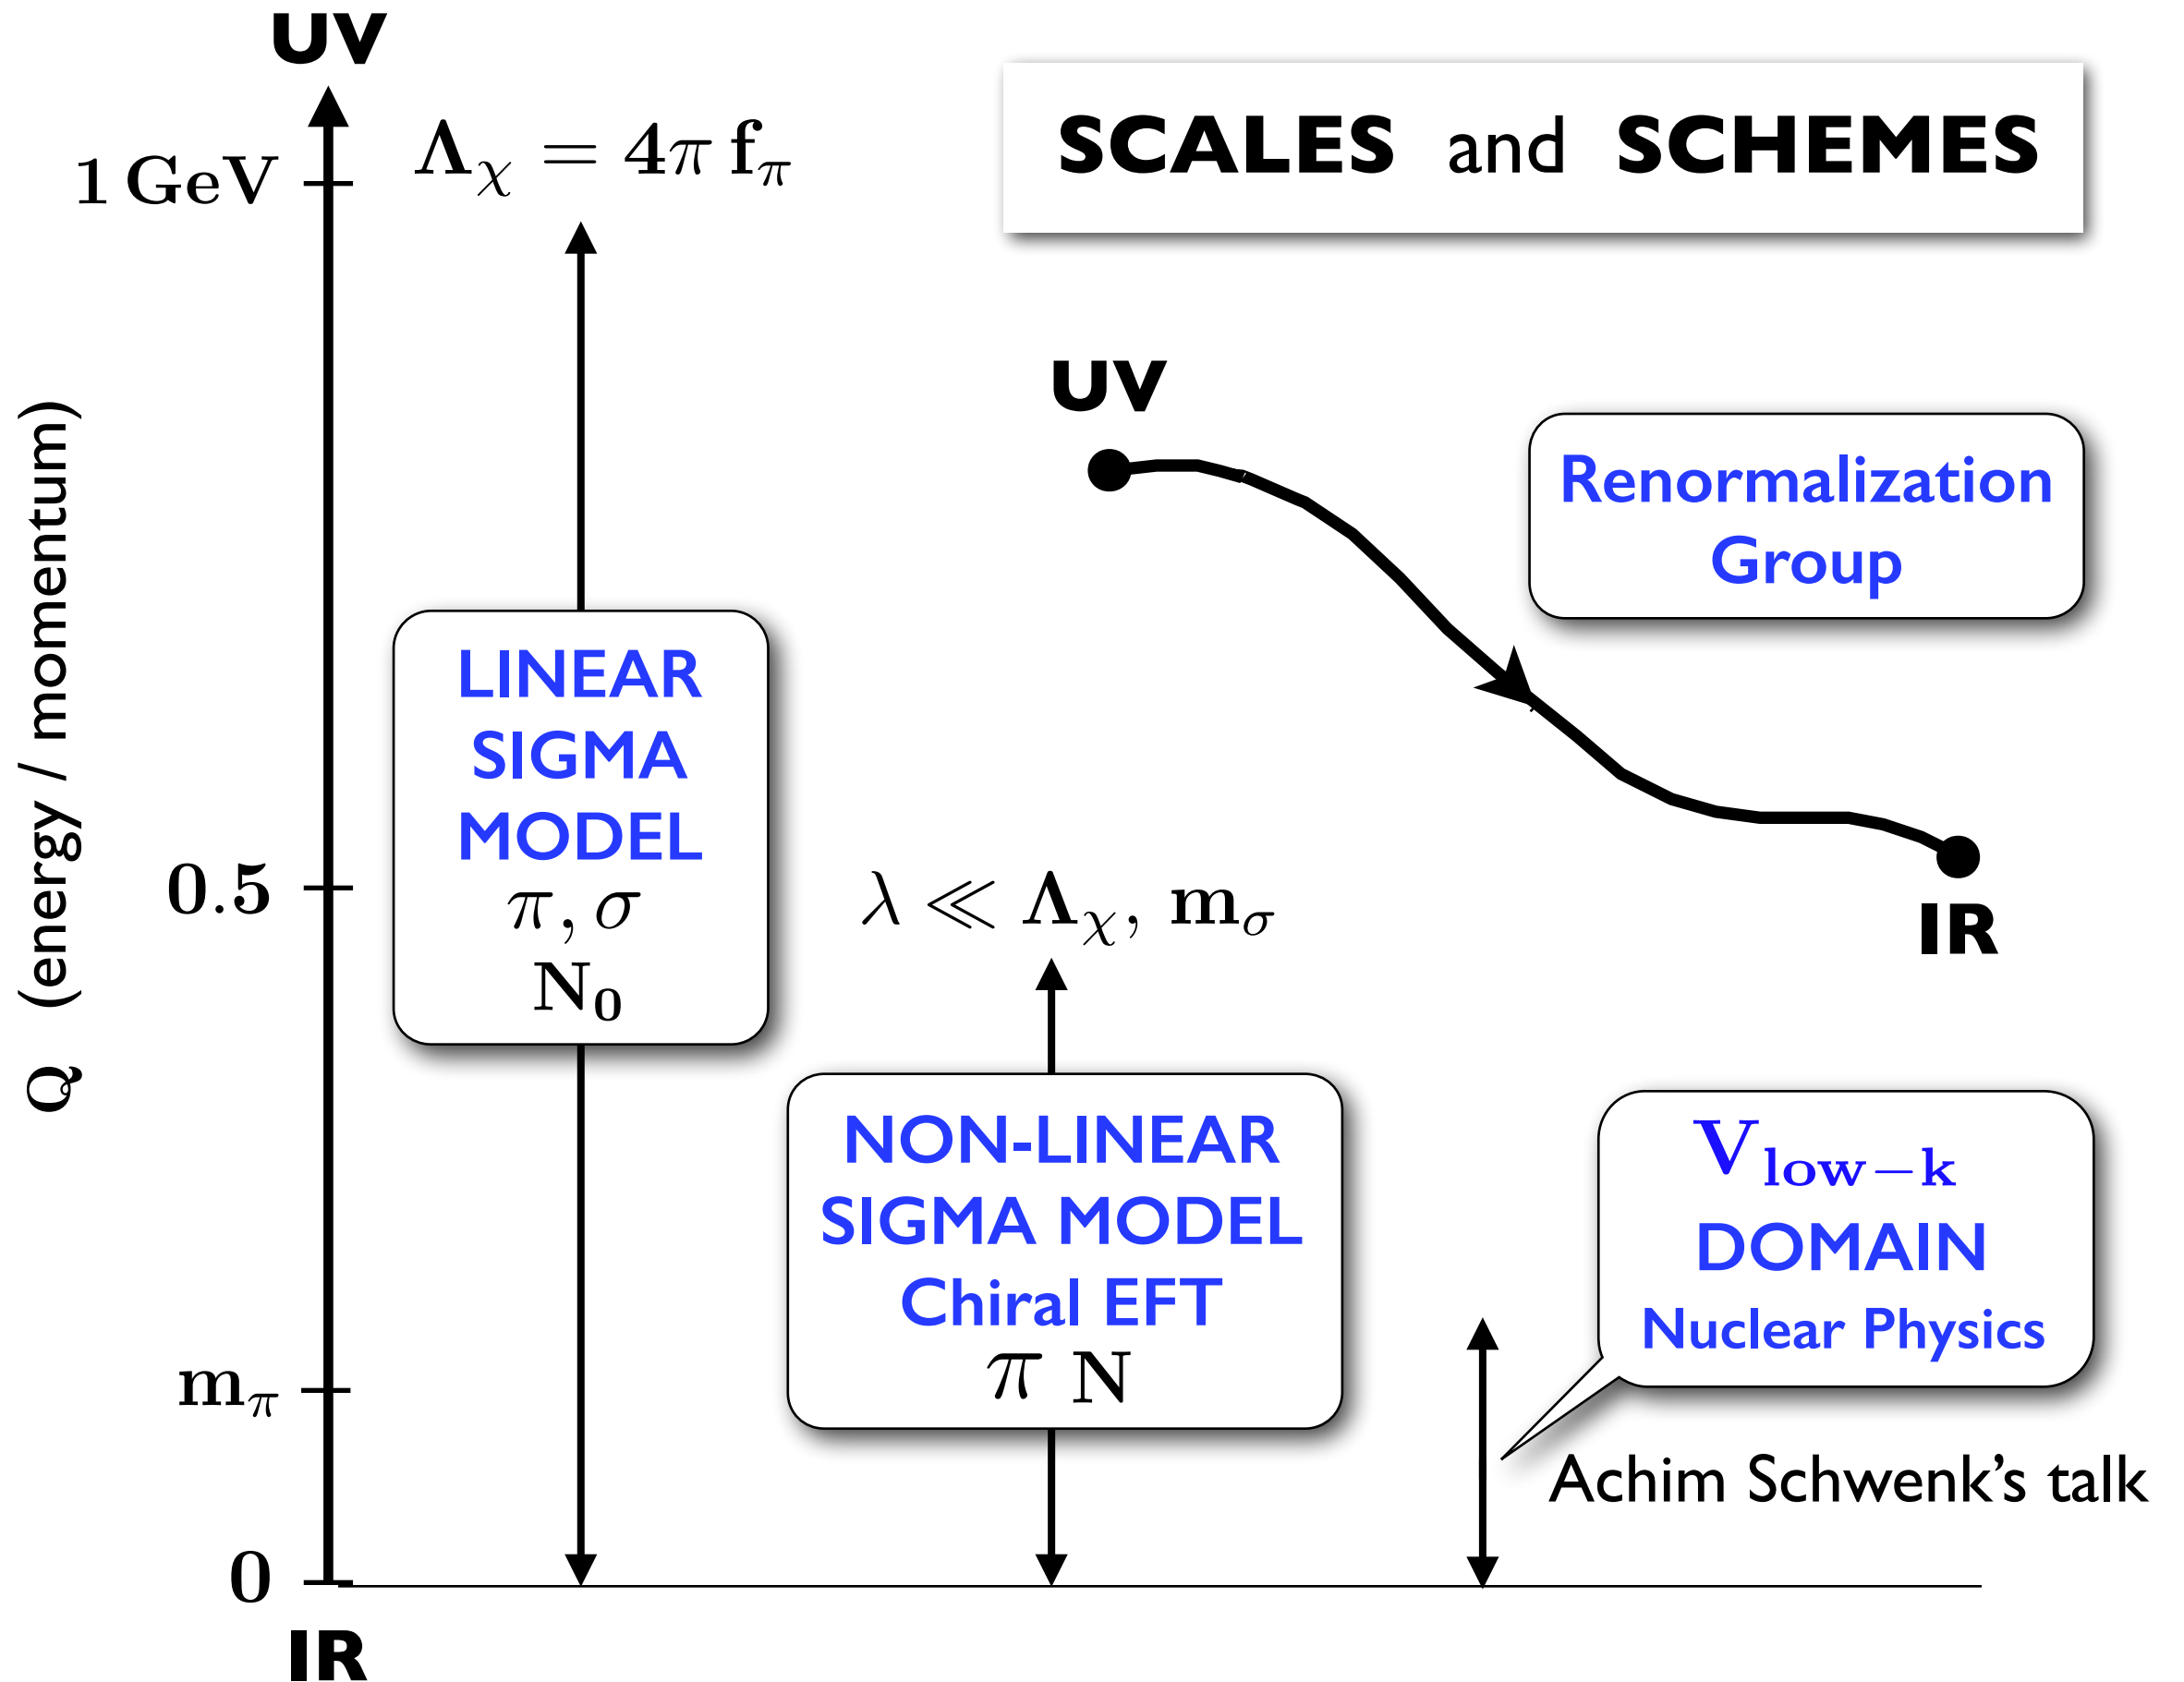 UV
1 GeV
Λχ = 4π fπ
SCALES and SCHEMES
UV
Renormalization
Group
Q (energy / momentum)
LINEAR
SIGMA
MODEL
π, σ
N₀
0.5
λ ≪ Λχ, mσ
IR
NON-LINEAR
SIGMA MODEL
Chiral EFT
π N
Vlow−k
DOMAIN
Nuclear Physics
mπ
Achim Schwenk’s talk
0
IR